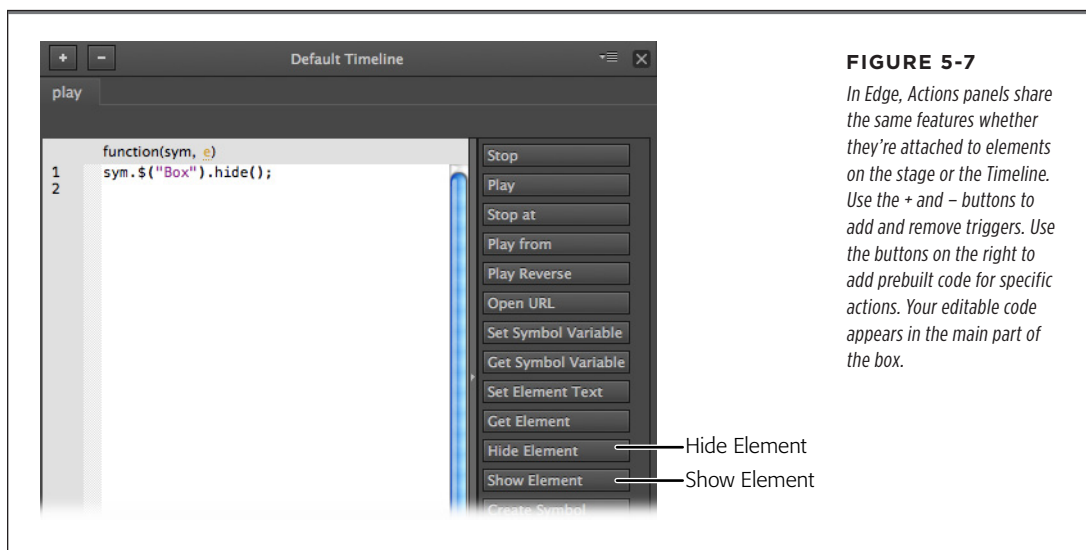 + - Default Timeline
play
function(sym, e)
1 sym.$("Box").hide();
2
Stop
Play
Stop at
Play from
Play Reverse
Open URL
Set Symbol Variable
Get Symbol Variable
Set Element Text
Get Element
Hide Element
Show Element
Create Symbol
Hide Element
Show Element
FIGURE 5-7
In Edge, Actions panels share
the same features whether
they're attached to elements
on the stage or the Timeline.
Use the + and – buttons to
add and remove triggers. Use
the buttons on the right to
add prebuilt code for specific
actions. Your editable code
appears in the main part of
the box.